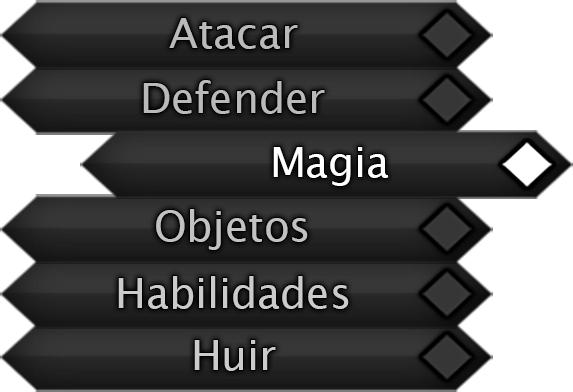 Atacar
Defender
Magia
Objetos
Habilidades
Huir